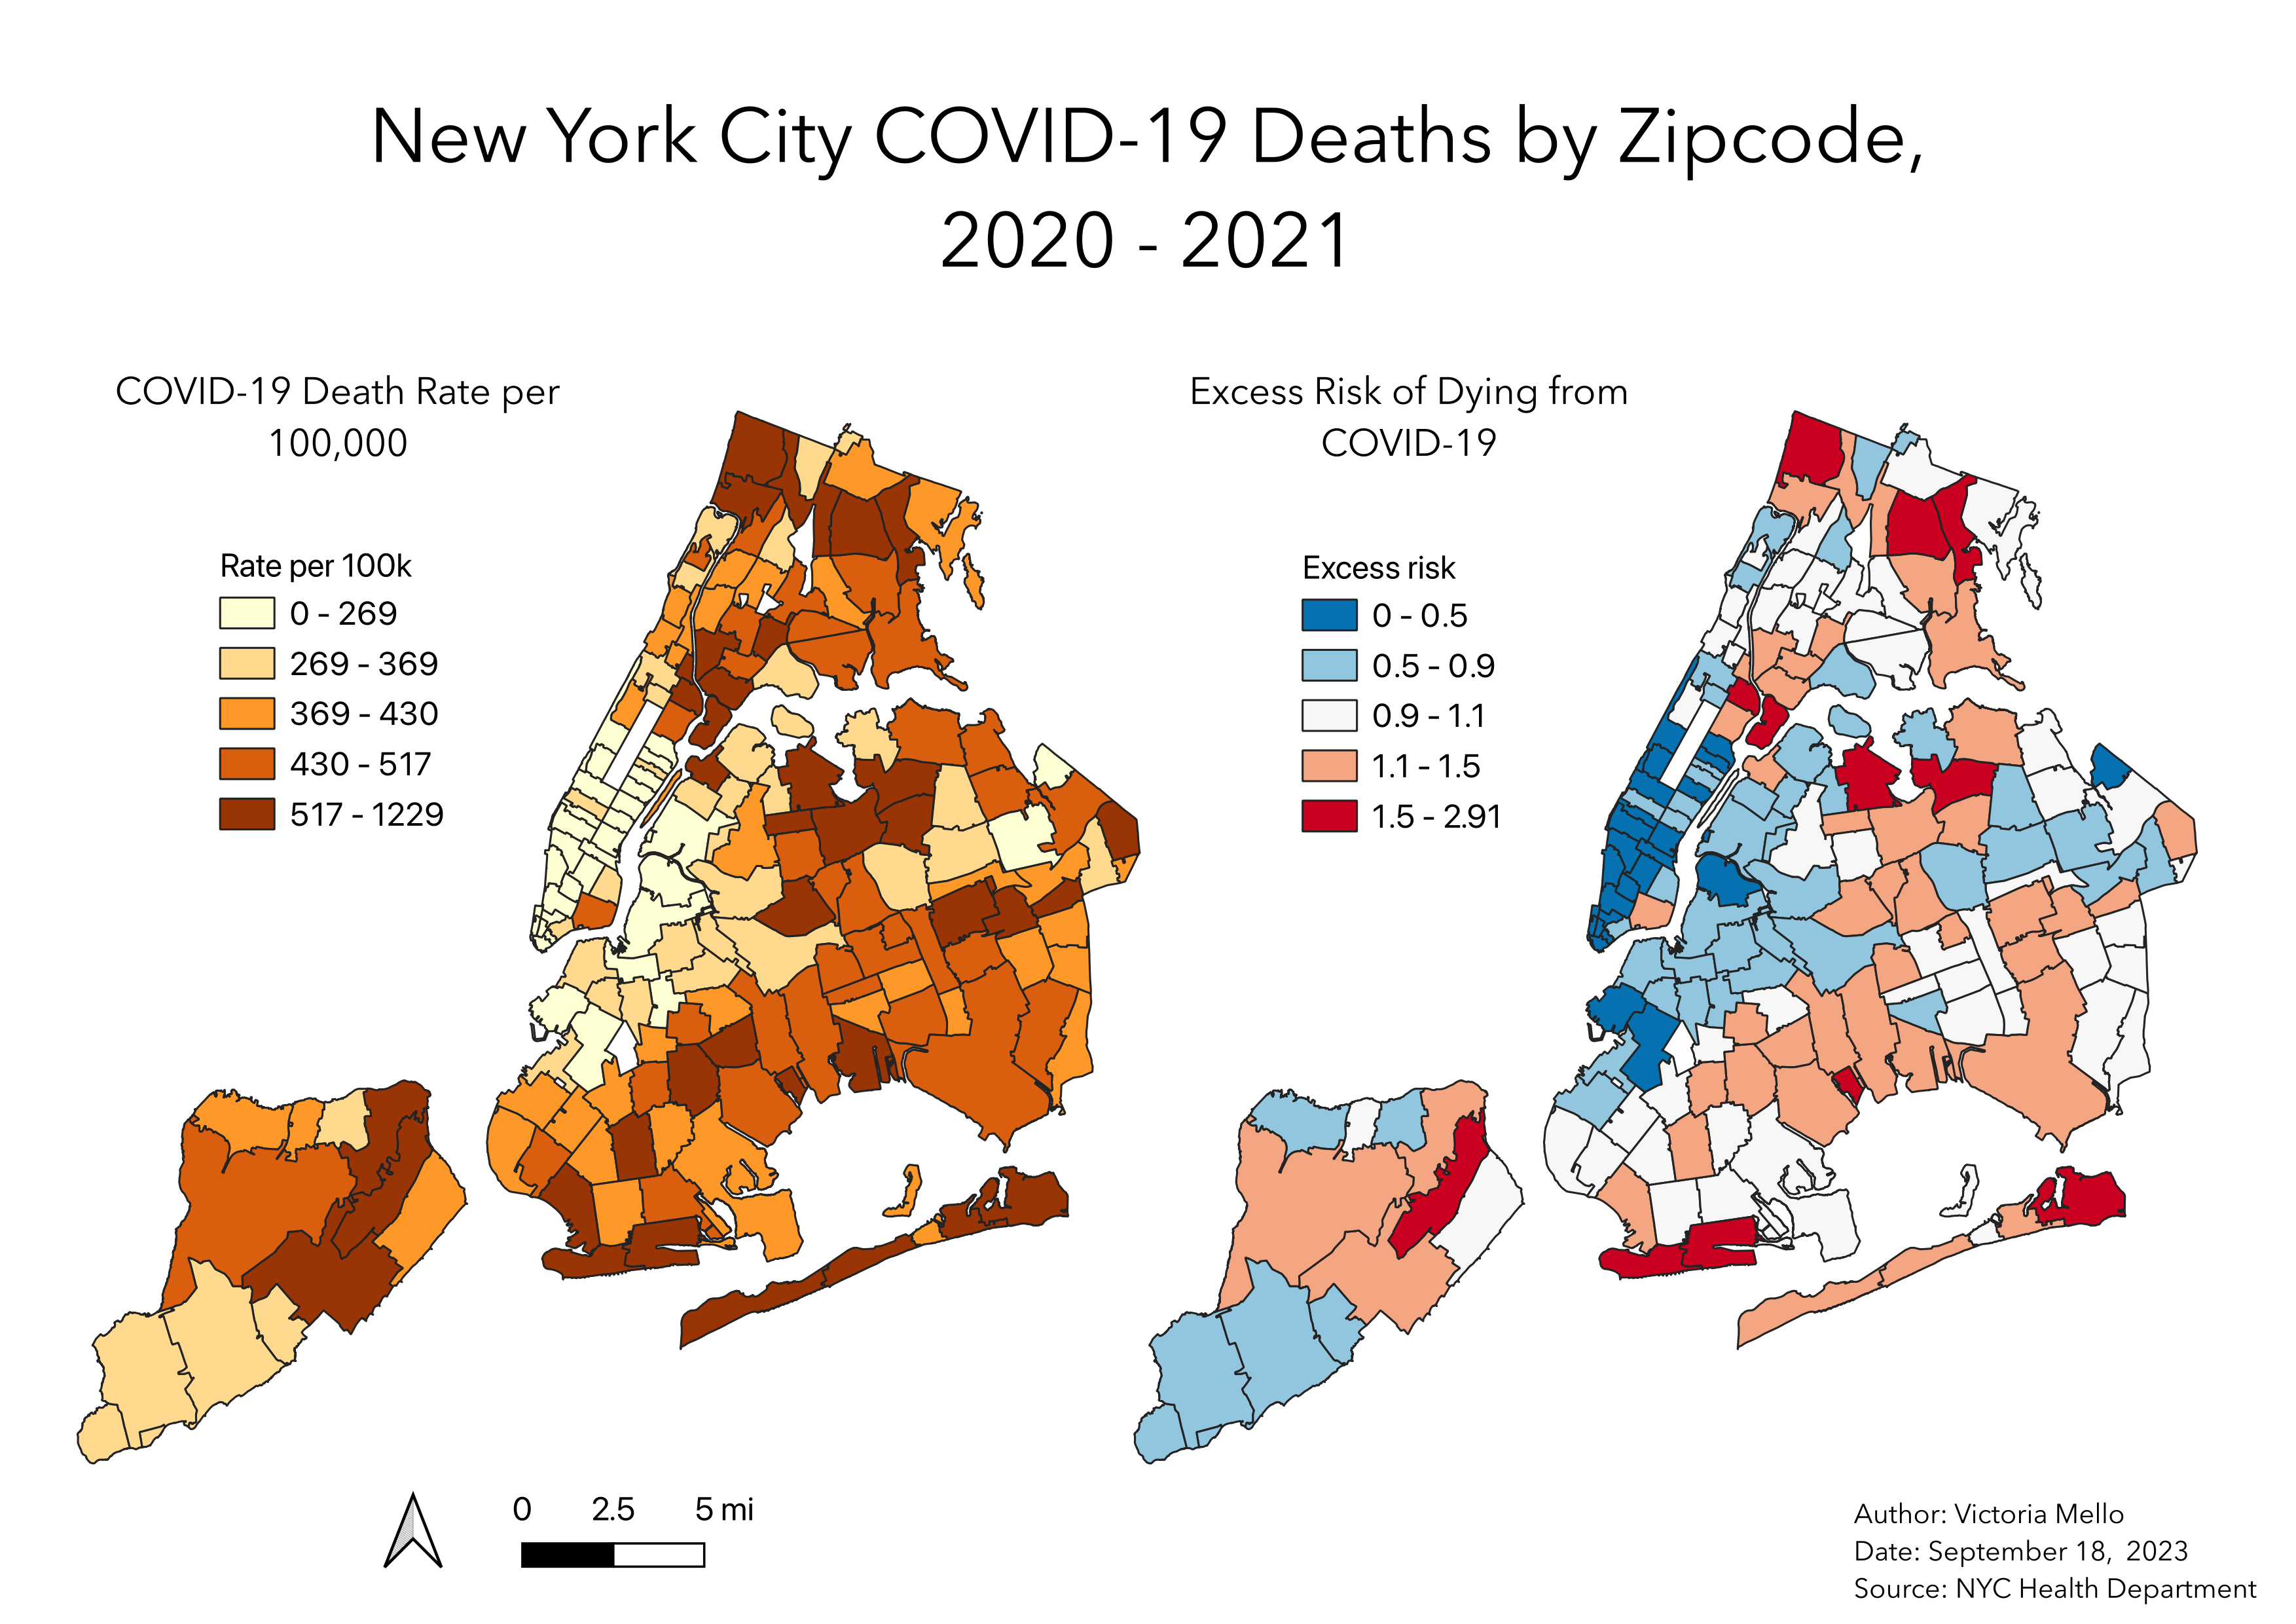 New York City COVID-19 Deaths by Zipcode,
2020 - 2021
COVID-19 Death Rate per
100,000
Rate per 100k
0 - 269
269 - 369
369 - 430
430 - 517
517 - 1229
Excess Risk of Dying from
COVID-19
Excess risk
0 - 0.5
0.5 - 0.9
0.9 - 1.1
1.1 - 1.5
1.5 - 2.91
0 2.5 5 mi
Author: Victoria Mello
Date: September 18, 2023
Source: NYC Health Department